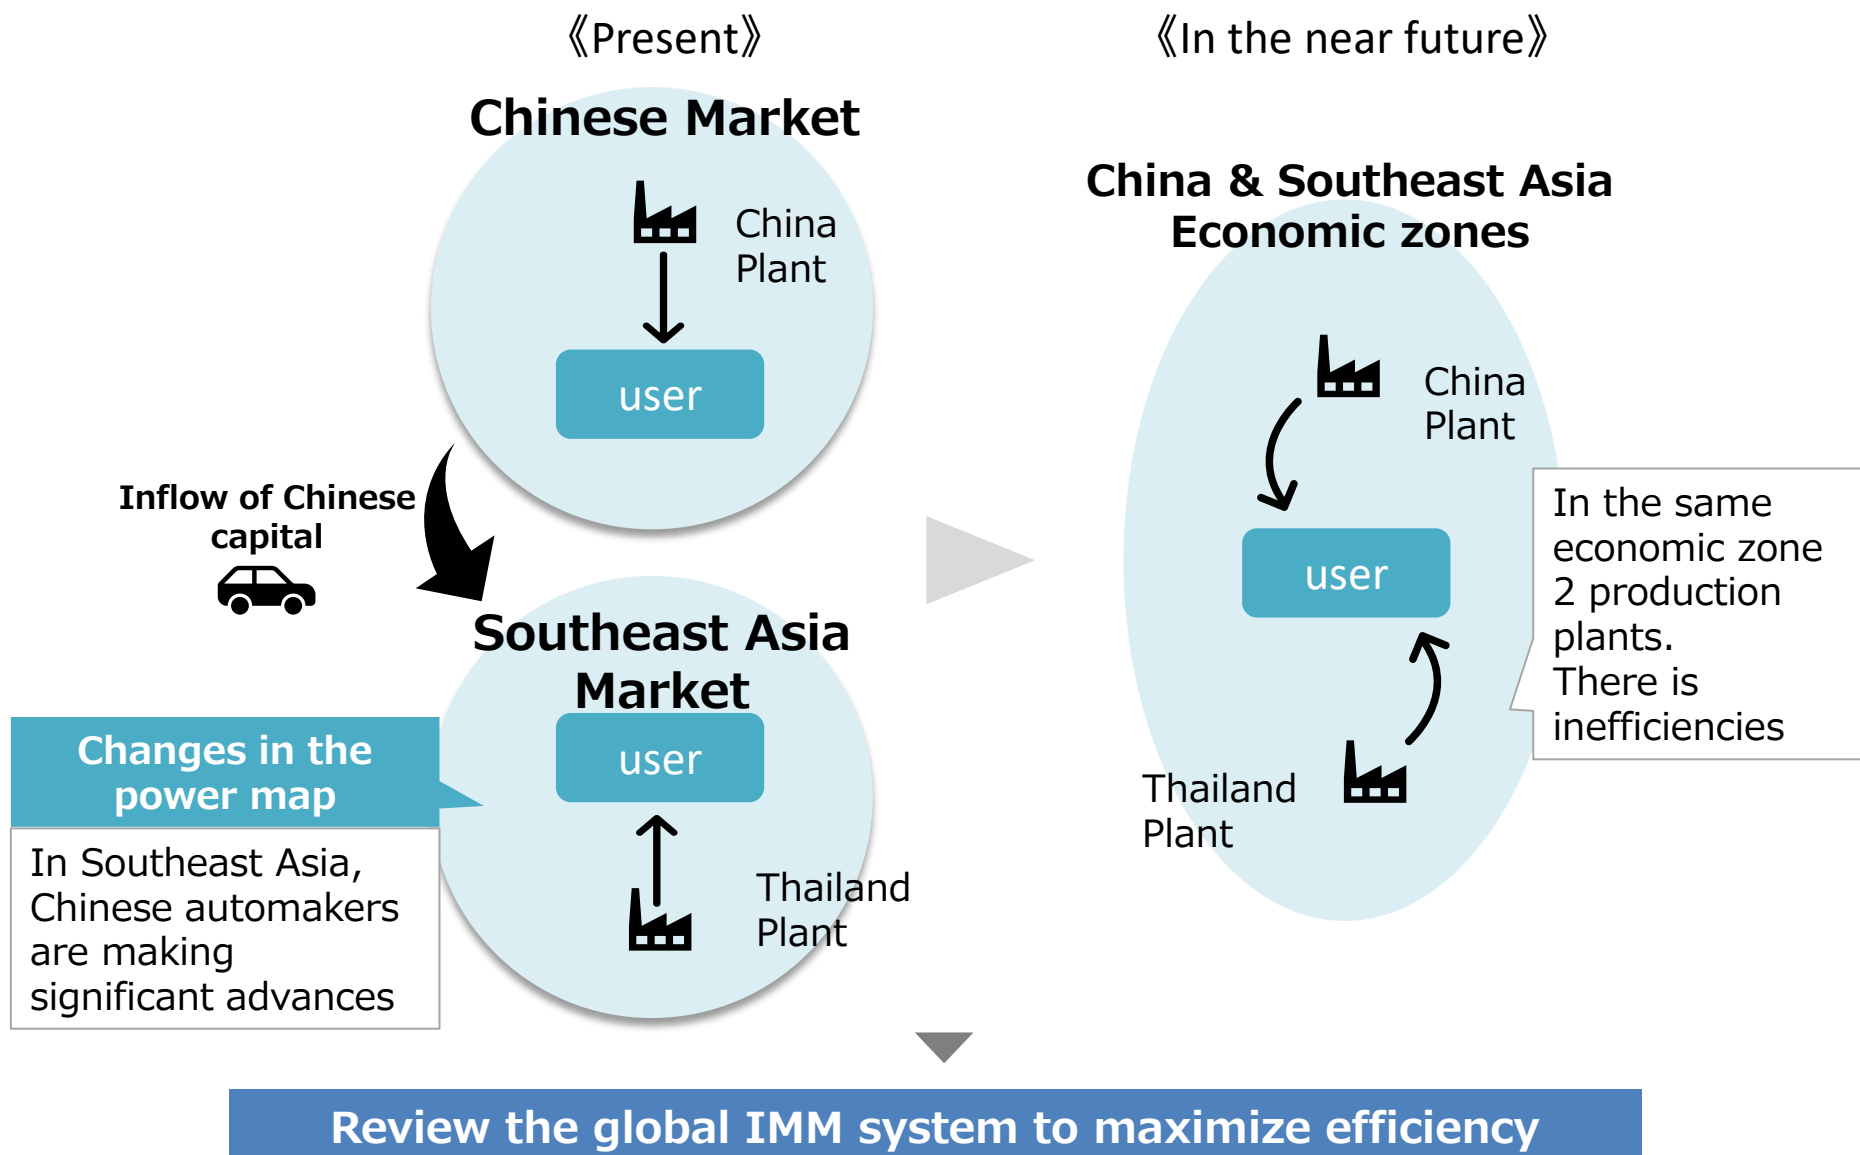 《Present》
Chinese Market
China
Plant
user
Inflow of Chinese
capital
Southeast Asia
Market
user
Thailand
Plant
Changes in the
power map
In Southeast Asia,
Chinese automakers
are making
significant advances
《In the near future》
China & Southeast Asia
Economic zones
China
Plant
user
Thailand
Plant
In the same
economic zone
2 production
plants.
There is
inefficiencies
Review the global IMM system to maximize efficiency